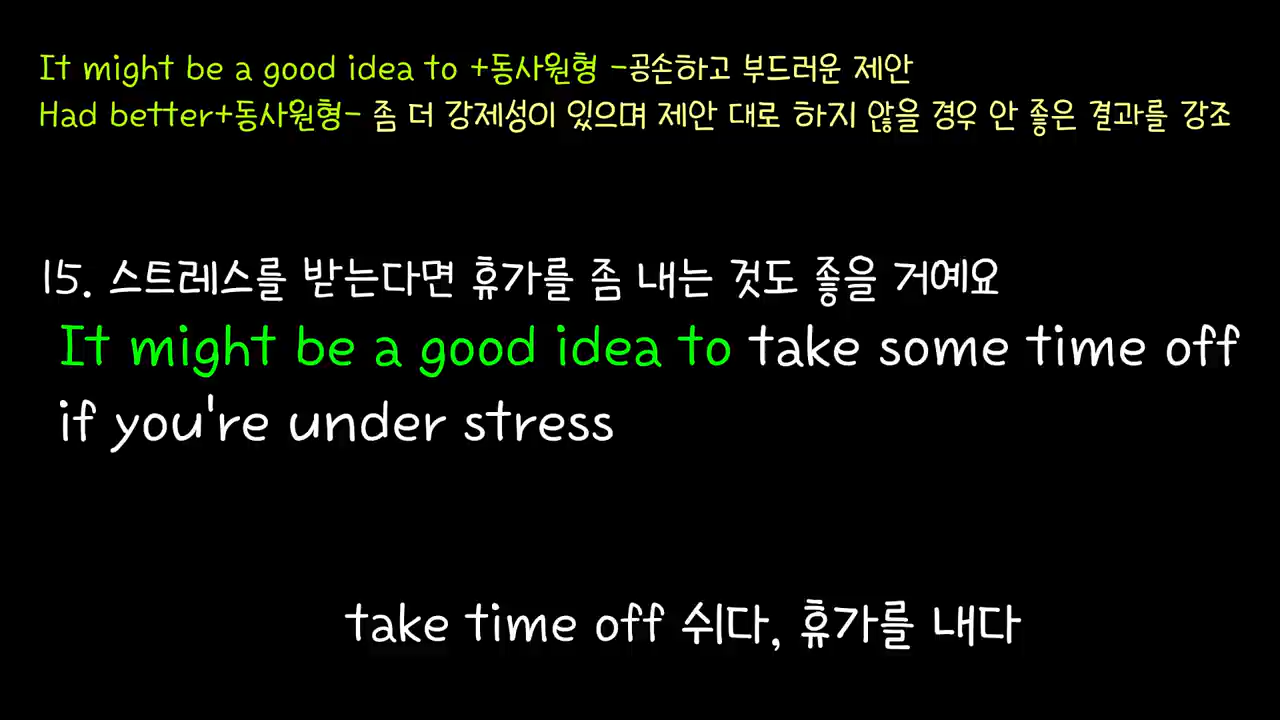 It might be a good idea to +동사원형 -공손하고 부드러운 제안
Had better+동사원형- 좀 더 강제성이 있으며 제안 대로 하지 않을 경우 안 좋은 결과를 강조
15. 스트레스를 받는다면 휴가를 좀 내는 것도 좋을 거예요
It might be a good idea to take some time off
if you're under stress
take time off 쉬다, 휴가를 내다